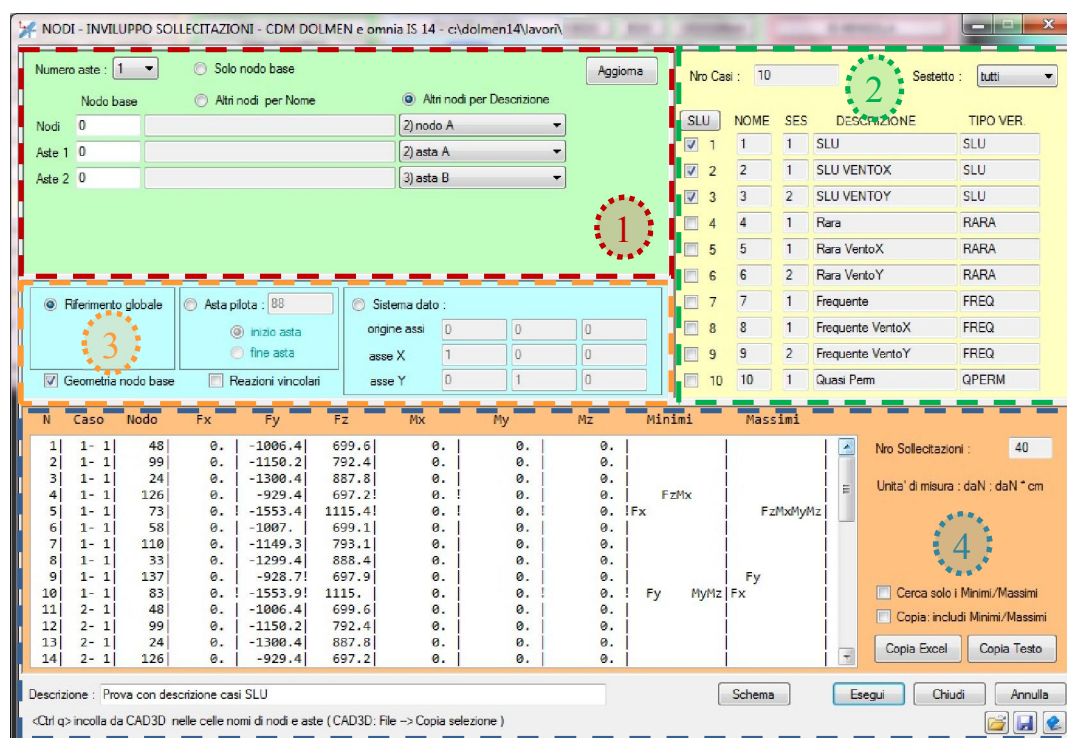 NODI - INVILUPPO SOLLECITAZIONI - CDM DOLMEN e omnia IS 14 - c:\dolmen14\lavori\
Numero aste : 1 Solo nodo base Aggiorna
Nodo base Altri nodi per Nome Altri nodi per Descrizione
Nodi 0 2) nodo A
Aste 1 0 2) asta A
Aste 2 0 3) asta B
1
Nro Casi : 10 Sestetto : tutti
2
SLU NOME SES DESCRIZIONE TIPO VER.
1 1 1 SLU SLU
2 2 1 SLU VENTOX SLU
3 3 2 SLU VENTOY SLU
4 4 1 Rara RARA
5 5 1 Rara VentoX RARA
6 6 2 Rara VentoY RARA
7 7 1 Frequente FREQ
8 8 1 Frequente VentoX FREQ
9 9 2 Frequente VentoY FREQ
10 10 1 Quasi Perm QPERM
Riferimento globale Asta pilota : 88 Sistema dato :
inizio asta origine assi 0 0 0
3
fine asta asse X 1 0 0
Geometria nodo base Reazioni vincolari asse Y 0 1 0
N Caso Nodo Fx Fy Fz Mx My Mz Minimi Massimi
1| 1- 1| 48| 0. | -1006.4| 699.6| 0. | 0. | 0. | | |
2| 1- 1| 99| 0. | -1150.2| 792.4| 0. | 0. | 0. | | |
3| 1- 1| 24| 0. | -1300.4| 887.8| 0. | 0. | 0. | | |
4| 1- 1| 126| 0. | -929.4| 697.2! 0. ! 0. | 0. | FzMx | |
5| 1- 1| 73| 0. ! -1553.4| 1115.4! 0. ! 0. ! 0. !Fx | FzMxMyMz|
6| 1- 1| 58| 0. | -1007. | 699.1| 0. | 0. | 0. | | |
7| 1- 1| 110| 0. | -1149.3| 793.1| 0. | 0. | 0. | | |
8| 1- 1| 33| 0. | -1299.4| 888.4| 0. | 0. | 0. | | |
9| 1- 1| 137| 0. | -928.7! 697.9| 0. | 0. | 0. | | Fy |
10| 1- 1| 83| 0. ! -1553.9! 1115. | 0. | 0. ! 0. ! Fy MyMz|Fx |
11| 2- 1| 48| 0. | -1006.4| 699.6| 0. | 0. | 0. | | |
12| 2- 1| 99| 0. | -1150.2| 792.4| 0. | 0. | 0. | | |
13| 2- 1| 24| 0. | -1300.4| 887.8| 0. | 0. | 0. | | |
14| 2- 1| 126| 0. | -929.4| 697.2| 0. | 0. | 0. | | |
Nro Sollecitazioni : 40
Unita' di misura : daN ; daN * cm
4
Cerca solo i Minimi/Massimi
Copia: includi Minimi/Massimi
Copia Excel Copia Testo
Descrizione : Prova con descrizione casi SLU Schema Esegui Chiudi Annulla
<Ctrl q> incolla da CAD3D nelle celle nomi di nodi e aste ( CAD3D: File --> Copia selezione )